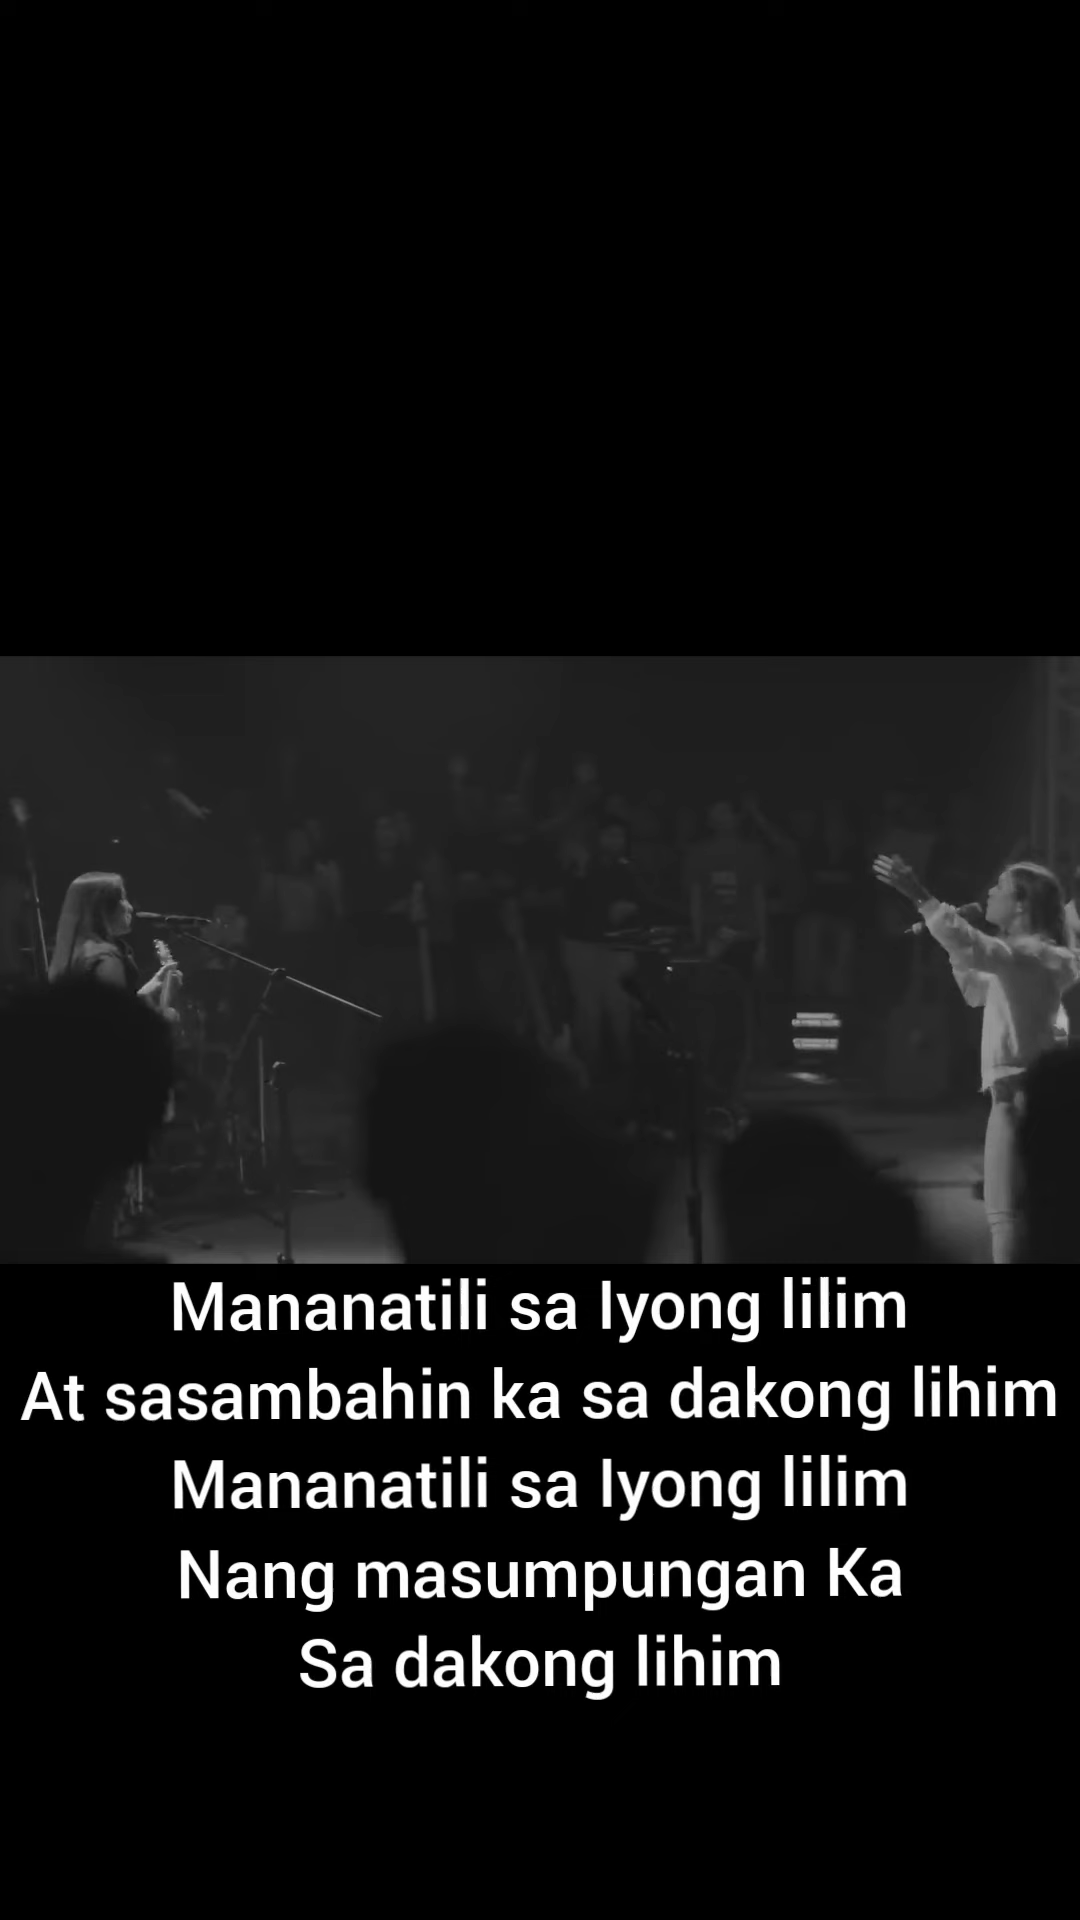 Mananatili sa Iyong lilim
At sasambahin ka sa dakong lihim
Mananatili sa Iyong lilim
Nang masumpungan Ka
Sa dakong lihim